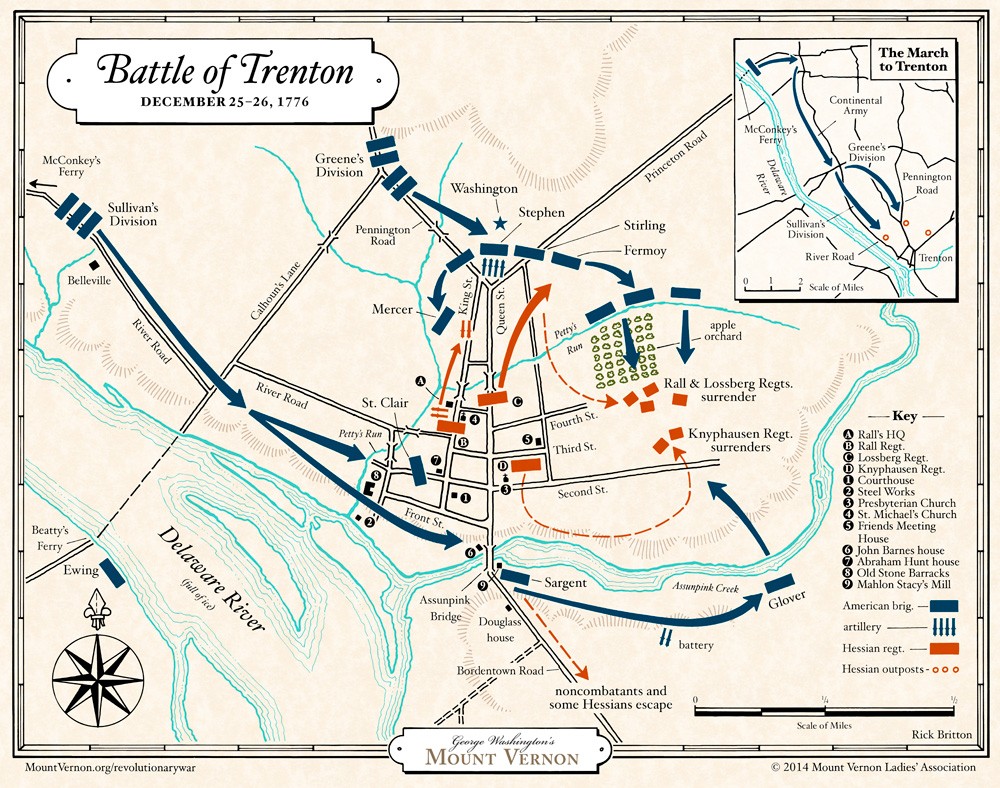 Battle of Trenton
DECEMBER 25–26, 1776
The March
to Trenton
McConkey's
Ferry
Continental
Army
Greene's
Division
Delaware
River
Pennington
Road
Sullivan's
Division
River Road
Trenton
0 1 2
Scale of Miles
McConkey's
Ferry
Sullivan's
Division
Belleville
River Road
Calhoun's Lane
Greene's
Division
Pennington
Road
Washington
Stephen
Stirling
Fermoy
Princeton Road
Mercer
King St.
Queen St.
Petty's
Run
apple
orchard
A
C
4
B
Rall & Lossberg Regts.
surrender
River Road
St. Clair
Petty's Run
Fourth St.
5
Third St.
Knyphausen Regt.
surrenders
7
D
8
3
1
Second St.
2
Front St.
6
Beatty's
Ferry
Ewing
Delaware River
(full of ice)
9
Sargent
Assunpink Creek
Glover
Assunpink
Bridge
Douglass
house
battery
Bordentown Road
noncombatants and
some Hessians escape
Key
A Rall's HQ
B Rall Regt.
C Lossberg Regt.
D Knyphausen Regt.
1 Courthouse
2 Steel Works
3 Presbyterian Church
4 St. Michael's Church
5 Friends Meeting
House
6 John Barnes house
7 Abraham Hunt house
8 Old Stone Barracks
9 Mahlon Stacy's Mill
American brig.
artillery
Hessian regt.
Hessian outposts
0 1/4 1/2
Scale of Miles
Rick Britton
George Washington's
MOUNT VERNON
MountVernon.org/revolutionarywar
© 2014 Mount Vernon Ladies' Association